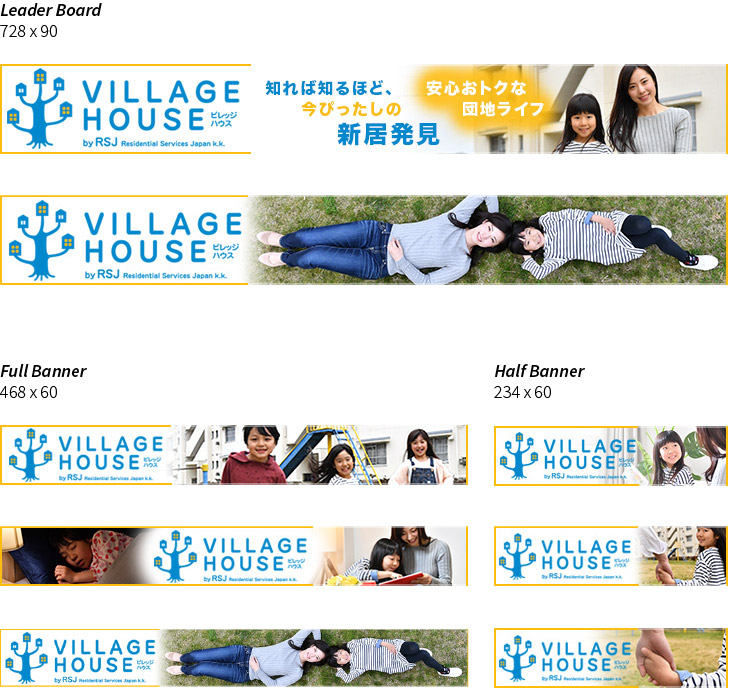 Leader Board
728 x 90
VILLAGE
HOUSE ビレッジ
ハウス
by RSJ Residential Services Japan k.k.
知れば知るほど、
今ぴったしの
新居発見
安心おトクな
団地ライフ
VILLAGE
HOUSE ビレッジ
ハウス
by RSJ Residential Services Japan k.k.
Full Banner
468 x 60
VILLAGE
HOUSE ビレッジ
ハウス
by RSJ Residential Services Japan k.k.
VILLAGE
HOUSE ビレッジ
ハウス
by RSJ Residential Services Japan k.k.
VILLAGE
HOUSE ビレッジ
ハウス
by RSJ Residential Services Japan k.k.
Half Banner
234 x 60
VILLAGE
HOUSE ビレッジ
ハウス
by RSJ Residential Services Japan k.k.
VILLAGE
HOUSE ビレッジ
ハウス
by RSJ Residential Services Japan k.k.
VILLAGE
HOUSE ビレッジ
ハウス
by RSJ Residential Services Japan k.k.